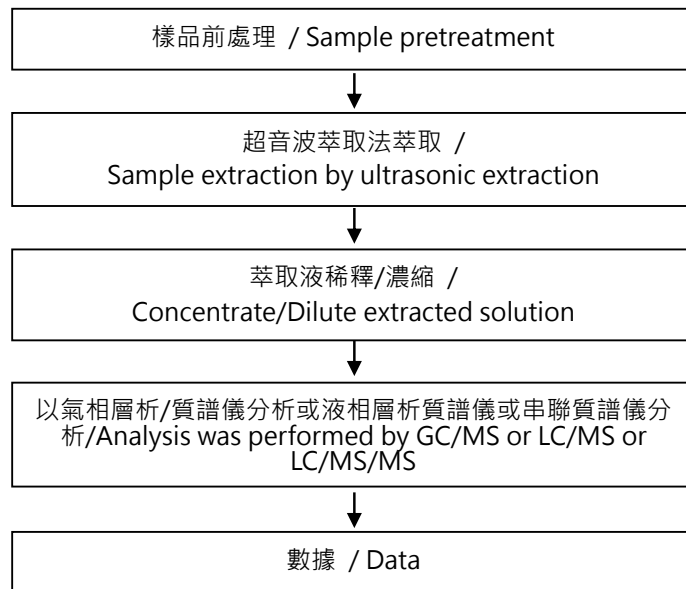 樣品前處理 / Sample pretreatment
超音波萃取法萃取 /
Sample extraction by ultrasonic extraction
萃取液稀釋/濃縮 /
Concentrate/Dilute extracted solution
以氣相層析/質譜儀分析或液相層析質譜儀或串聯質譜儀分
析/Analysis was performed by GC/MS or LC/MS or
LC/MS/MS
數據 / Data